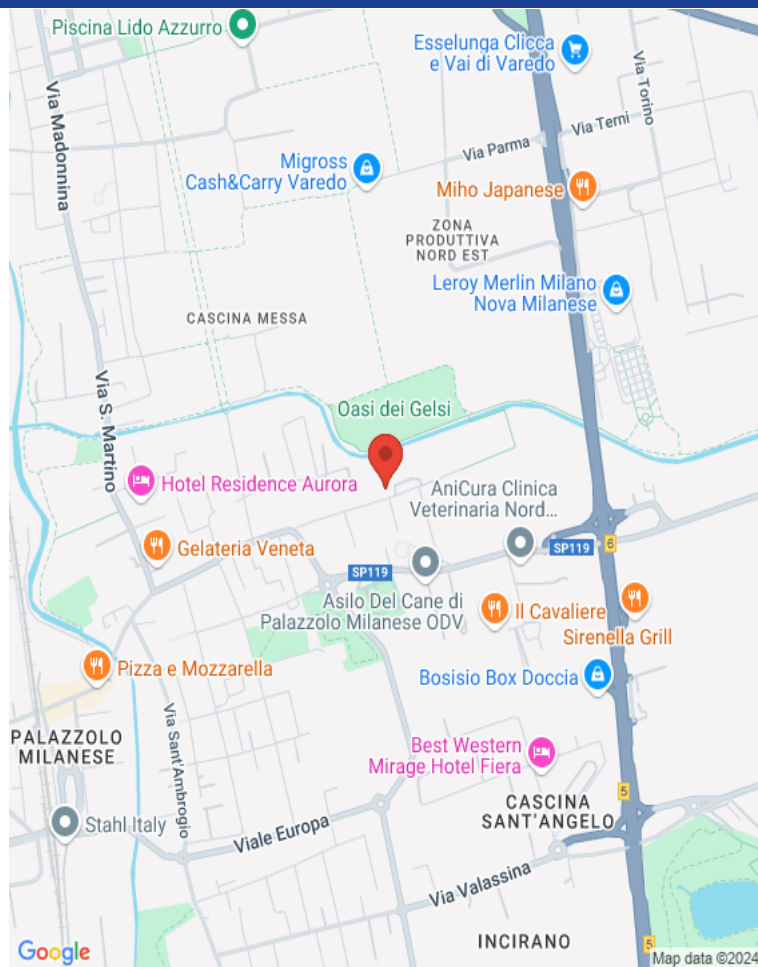 Piscina Lido Azzurro
Esselunga Clicca
e Vai di Varedo
Via Torino
Via Madonnina
Via Terni
Via Parma
Migross
Cash&Carry Varedo
Miho Japanese
ZONA
PRODUTTIVA
NORD EST
Leroy Merlin Milano
Nova Milanese
CASCINA MESSA
Via S. Martino
Oasi dei Gelsi
Hotel Residence Aurora
AniCura Clinica
Veterinaria Nord...
Gelateria Veneta
SP119
6
SP119
Asilo Del Cane di
Palazzolo Milanese ODV
Il Cavaliere
Sirenella Grill
Pizza e Mozzarella
Bosisio Box Doccia
Via Sant'Ambrogio
PALAZZOLO
MILANESE
Best Western
Mirage Hotel Fiera
5
CASCINA
SANT'ANGELO
Stahl Italy
Viale Europa
Via Valassina
INCIRANO
5
Google
Map data ©2024